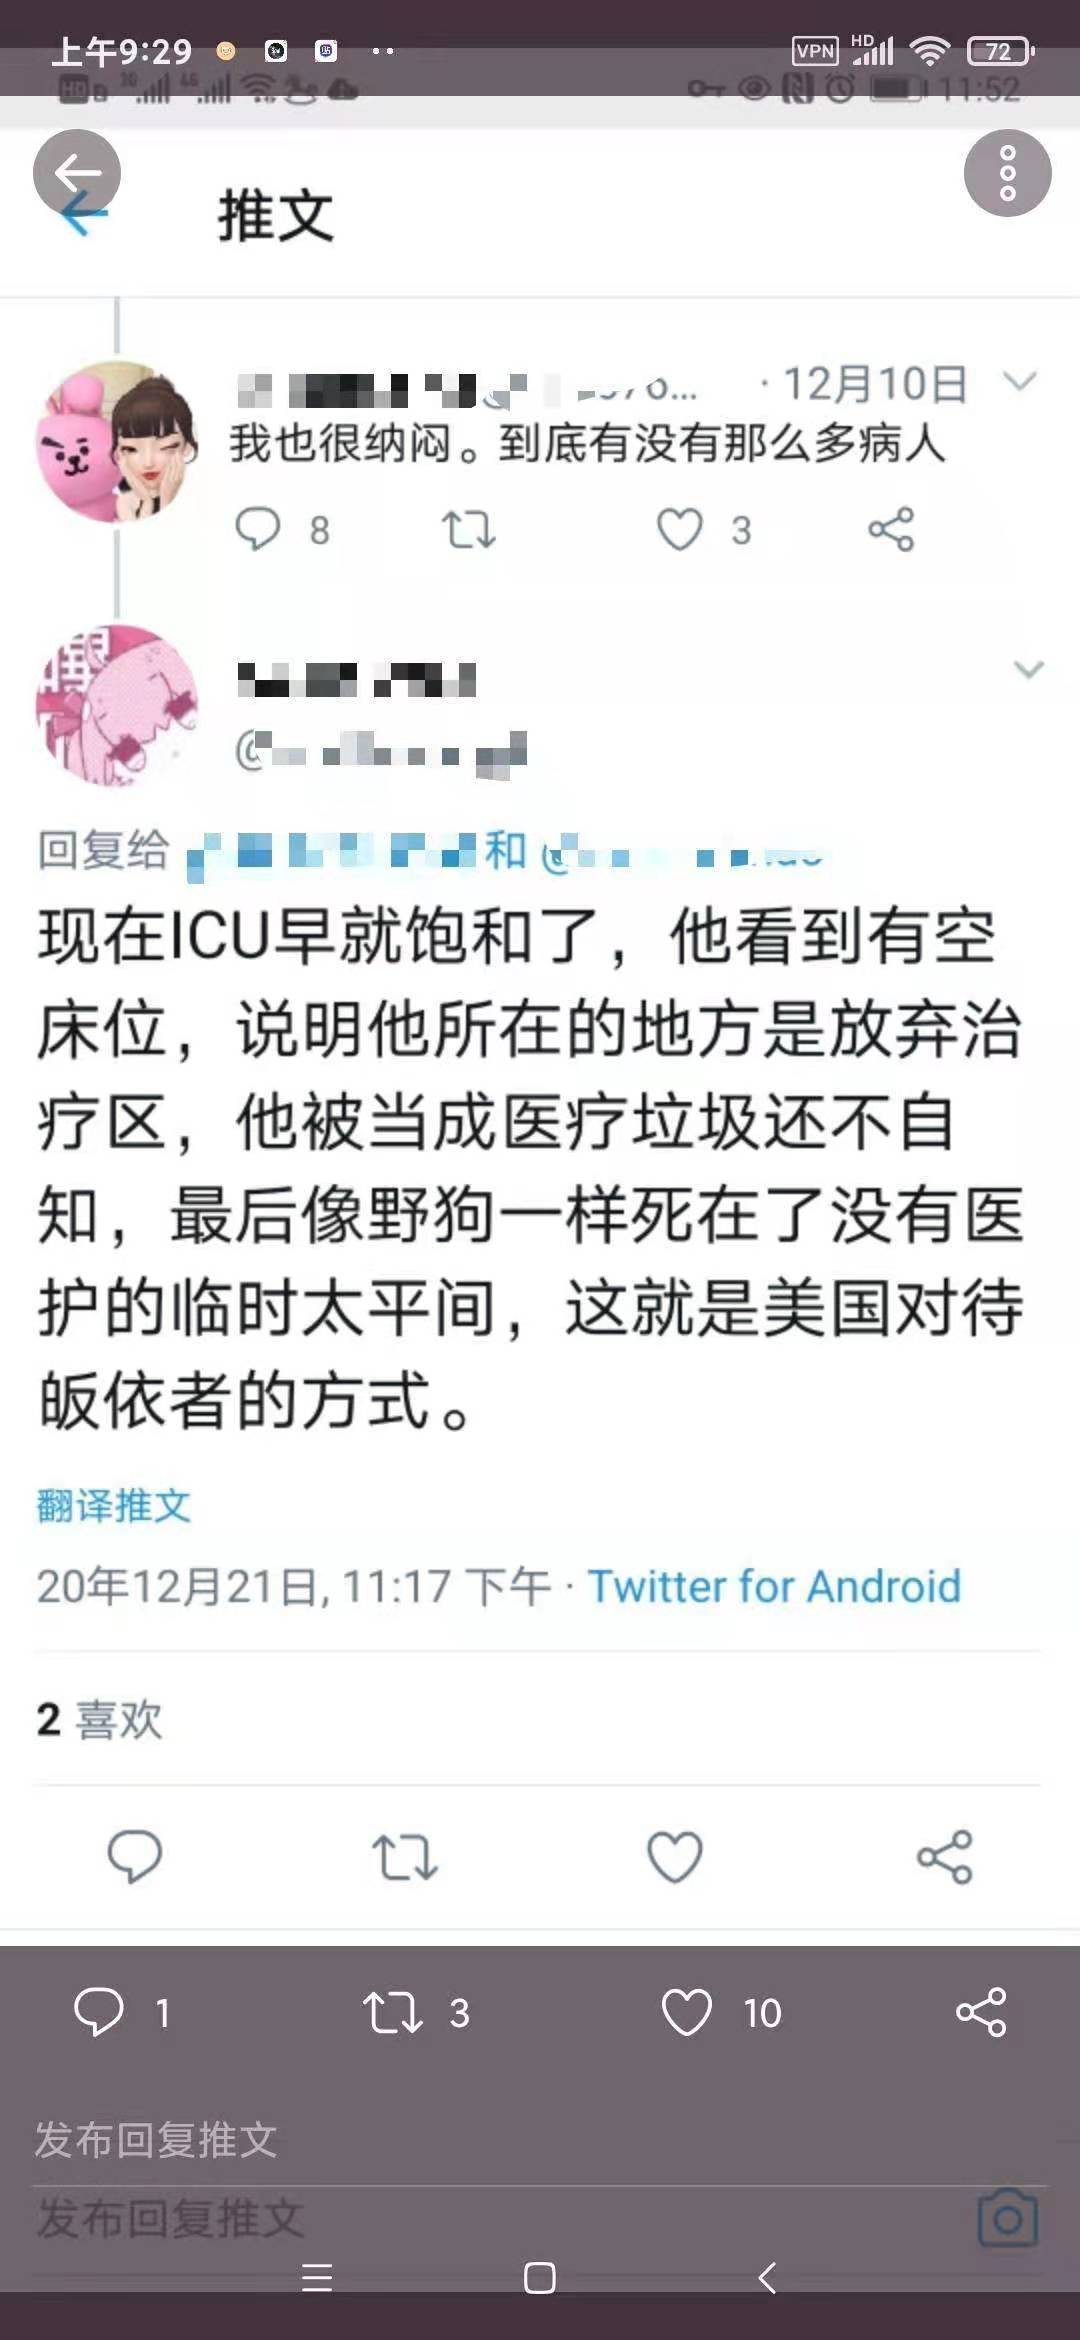 上午9:29
VPN HD 72
HD 3G 4G 11:52
推文
· 12月10日
我也很纳闷。到底有没有那么多病人
8 3
@
回复给 和 @
现在ICU早就饱和了，他看到有空
床位，说明他所在的地方是放弃治
疗区，他被当成医疗垃圾还不自
知，最后像野狗一样死在了没有医
护的临时太平间，这就是美国对待
皈依者的方式。
翻译推文
20年12月21日, 11:17 下午 · Twitter for Android
2 喜欢
1 3 10
发布回复推文
发布回复推文